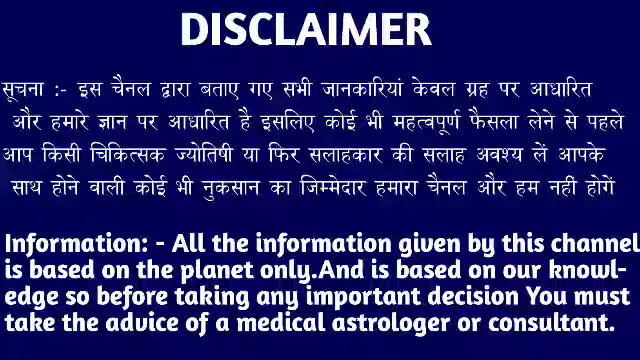 DISCLAIMER
सूचना :- इस चैनल द्वारा बताए गए सभी जानकारियां केवल ग्रह पर आधारित
और हमारे ज्ञान पर आधारित है इसलिए कोई भी महत्वपूर्ण फैसला लेने से पहले
आप किसी चिकित्सक ज्योतिषी या फिर सलाहकार की सलाह अवश्य लें आपके
साथ होने वाली कोई भी नुकसान का जिम्मेदार हमारा चैनल और हम नहीं होगें
Information: - All the information given by this channel
is based on the planet only.And is based on our knowl-
edge so before taking any important decision You must
take the advice of a medical astrologer or consultant.